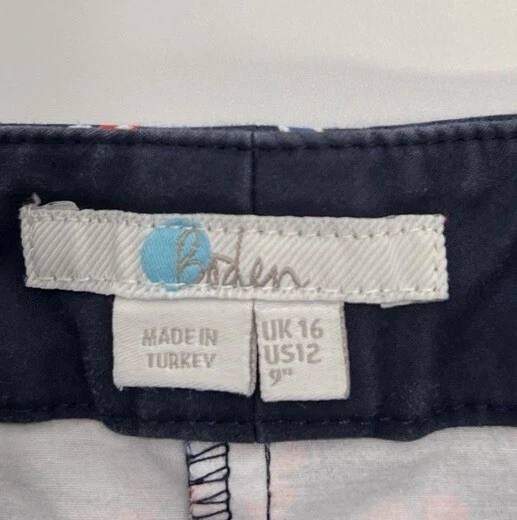 Boden
MADE IN
TURKEY
UK 16
US12
9"